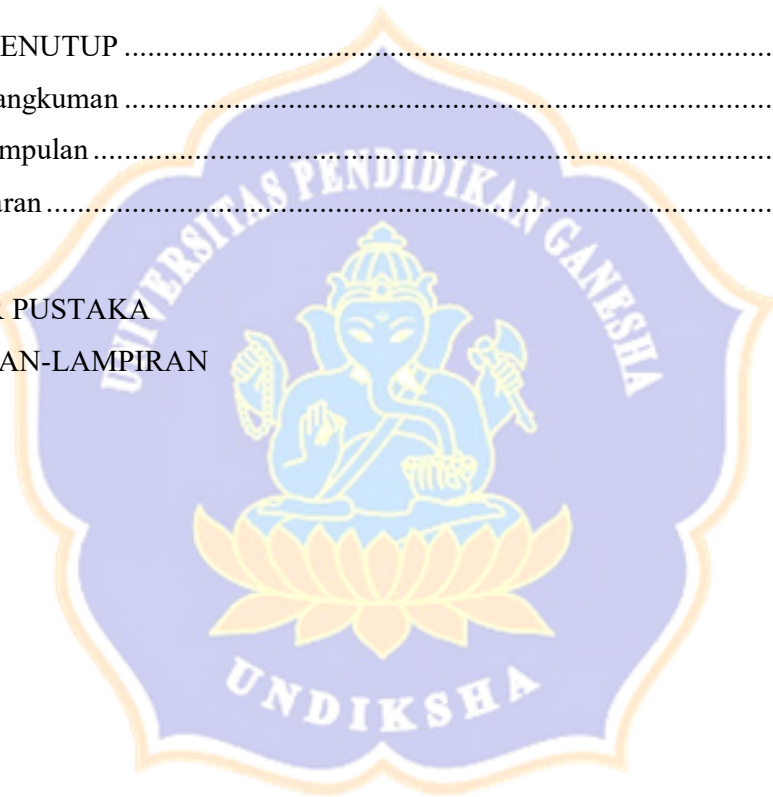 ENUTUP ........................................................................................
angkuman ........................................................................................
mpulan ........................................................................................
aran ........................................................................................
UNIVERSITAS PENDIDIKAN GANESHA
R PUSTAKA
AN-LAMPIRAN
UNDIKSHA